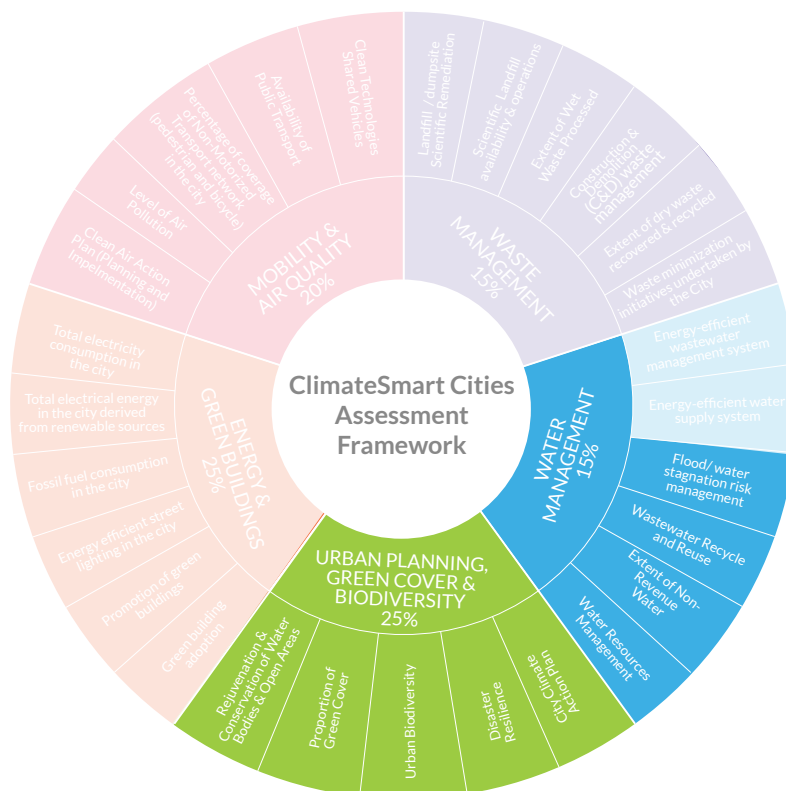 ClimateSmart Cities
Assessment
Framework
WASTE
MANAGEMENT
15%
Landfill / dumpsite
Scientific Remediation
Scientific Landfill
availability & operations
Extent of Wet
Waste Processed
Construction &
Demolition
(C&D) waste
management
Extent of dry waste
recovered & recycled
Waste minimization
initiatives undertaken by
the City
WATER
MANAGEMENT
15%
Energy-efficient
wastewater
management system
Energy-efficient water
supply system
Flood/ water
stagnation risk
management
Wastewater Recycle
and Reuse
Extent of Non-
Revenue
Water
Water Resources
Management
URBAN PLANNING,
GREEN COVER &
BIODIVERSITY
25%
City Climate
Action Plan
Disaster
Resilience
Urban Biodiversity
Proportion of
Green Cover
Rejuvenation &
Conservation of Water
Bodies & Open Areas
ENERGY &
GREEN BUILDINGS
25%
Green building
adoption
Promotion of green
buildings
Energy efficient street
lighting in the city
Fossil fuel consumption
in the city
Total electrical energy
in the city derived
from renewable sources
Total electricity
consumption in
the city
MOBILITY &
AIR QUALITY
20%
Clean Air Action
Plan (Planning and
Impelmentation)
Level of Air
Pollution
Percentage of coverage
of Non-Motorized
Transport network
(pedestrian and bicycle)
in the city
Availability of
Public Transport
Clean Technologies
Shared Vehicles